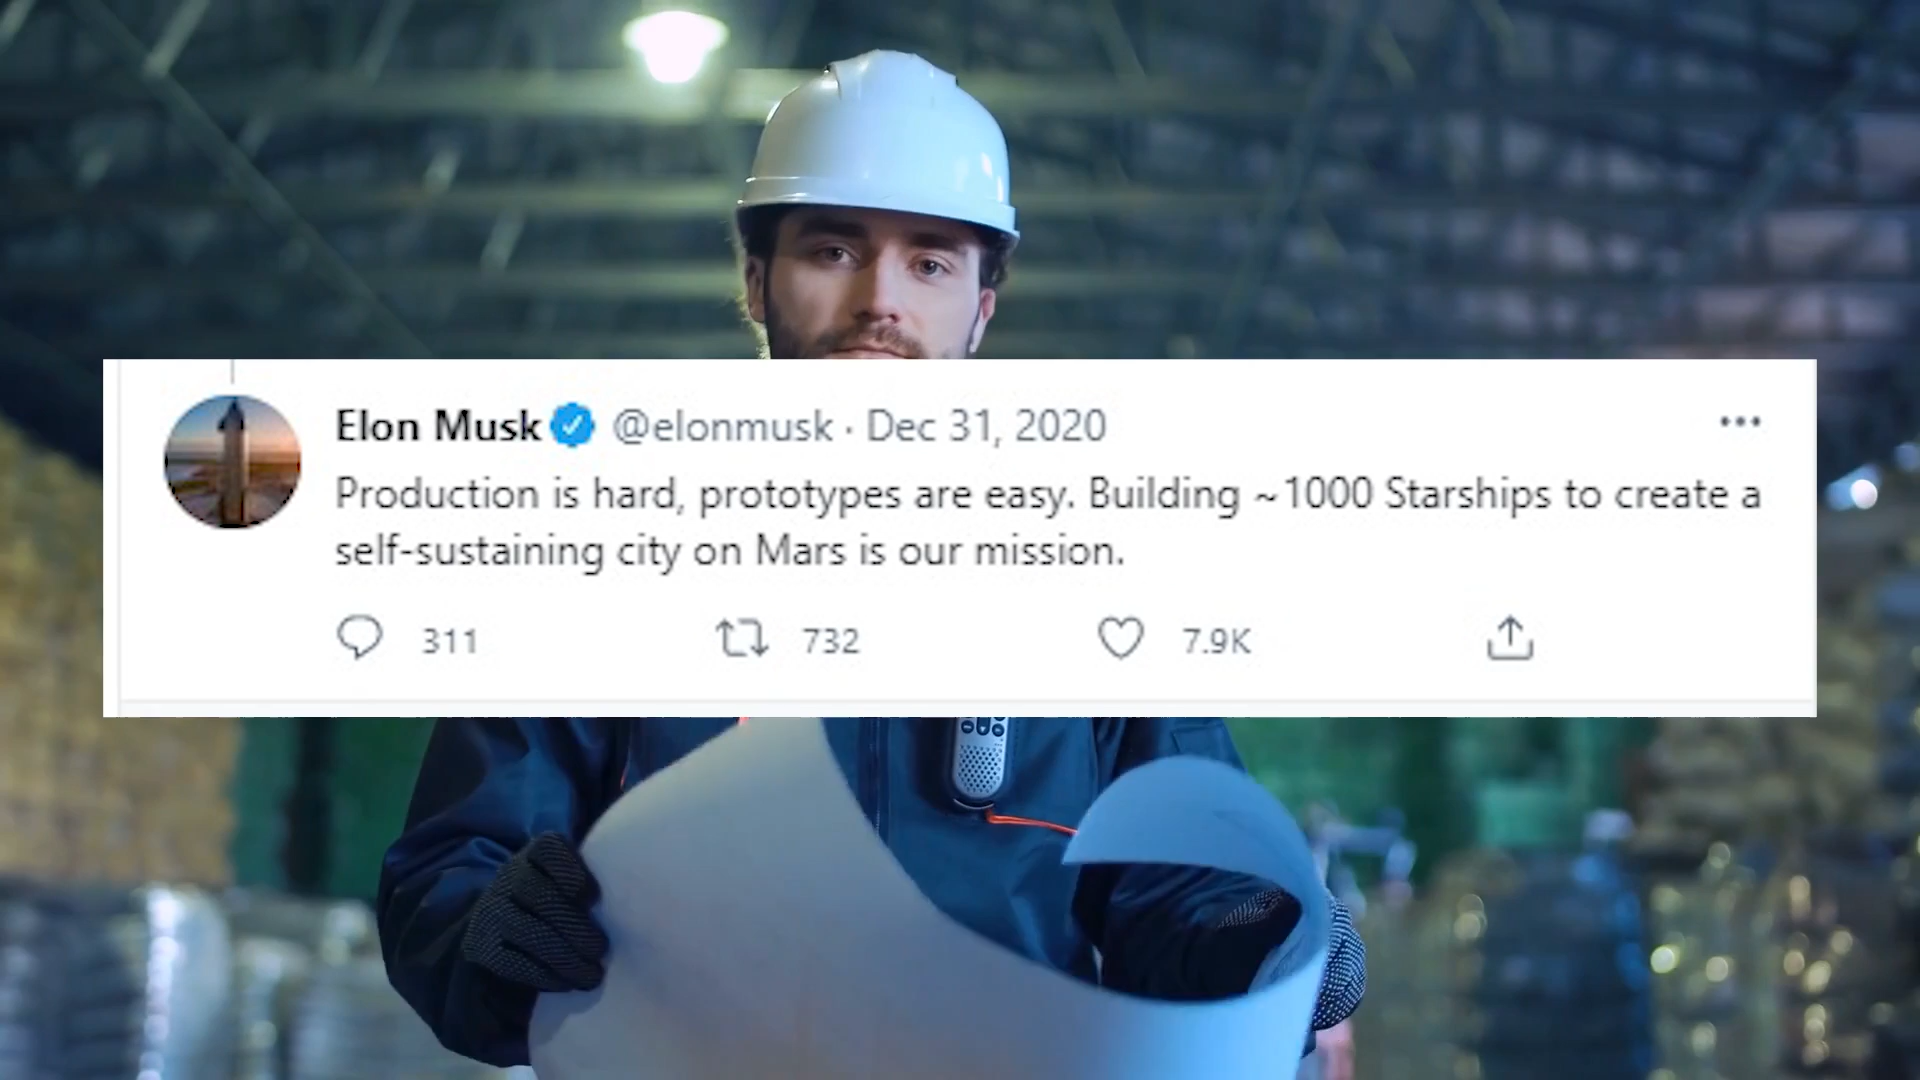 Elon Musk @elonmusk · Dec 31, 2020
Production is hard, prototypes are easy. Building ~1000 Starships to create a
self-sustaining city on Mars is our mission.
311 732 7.9K